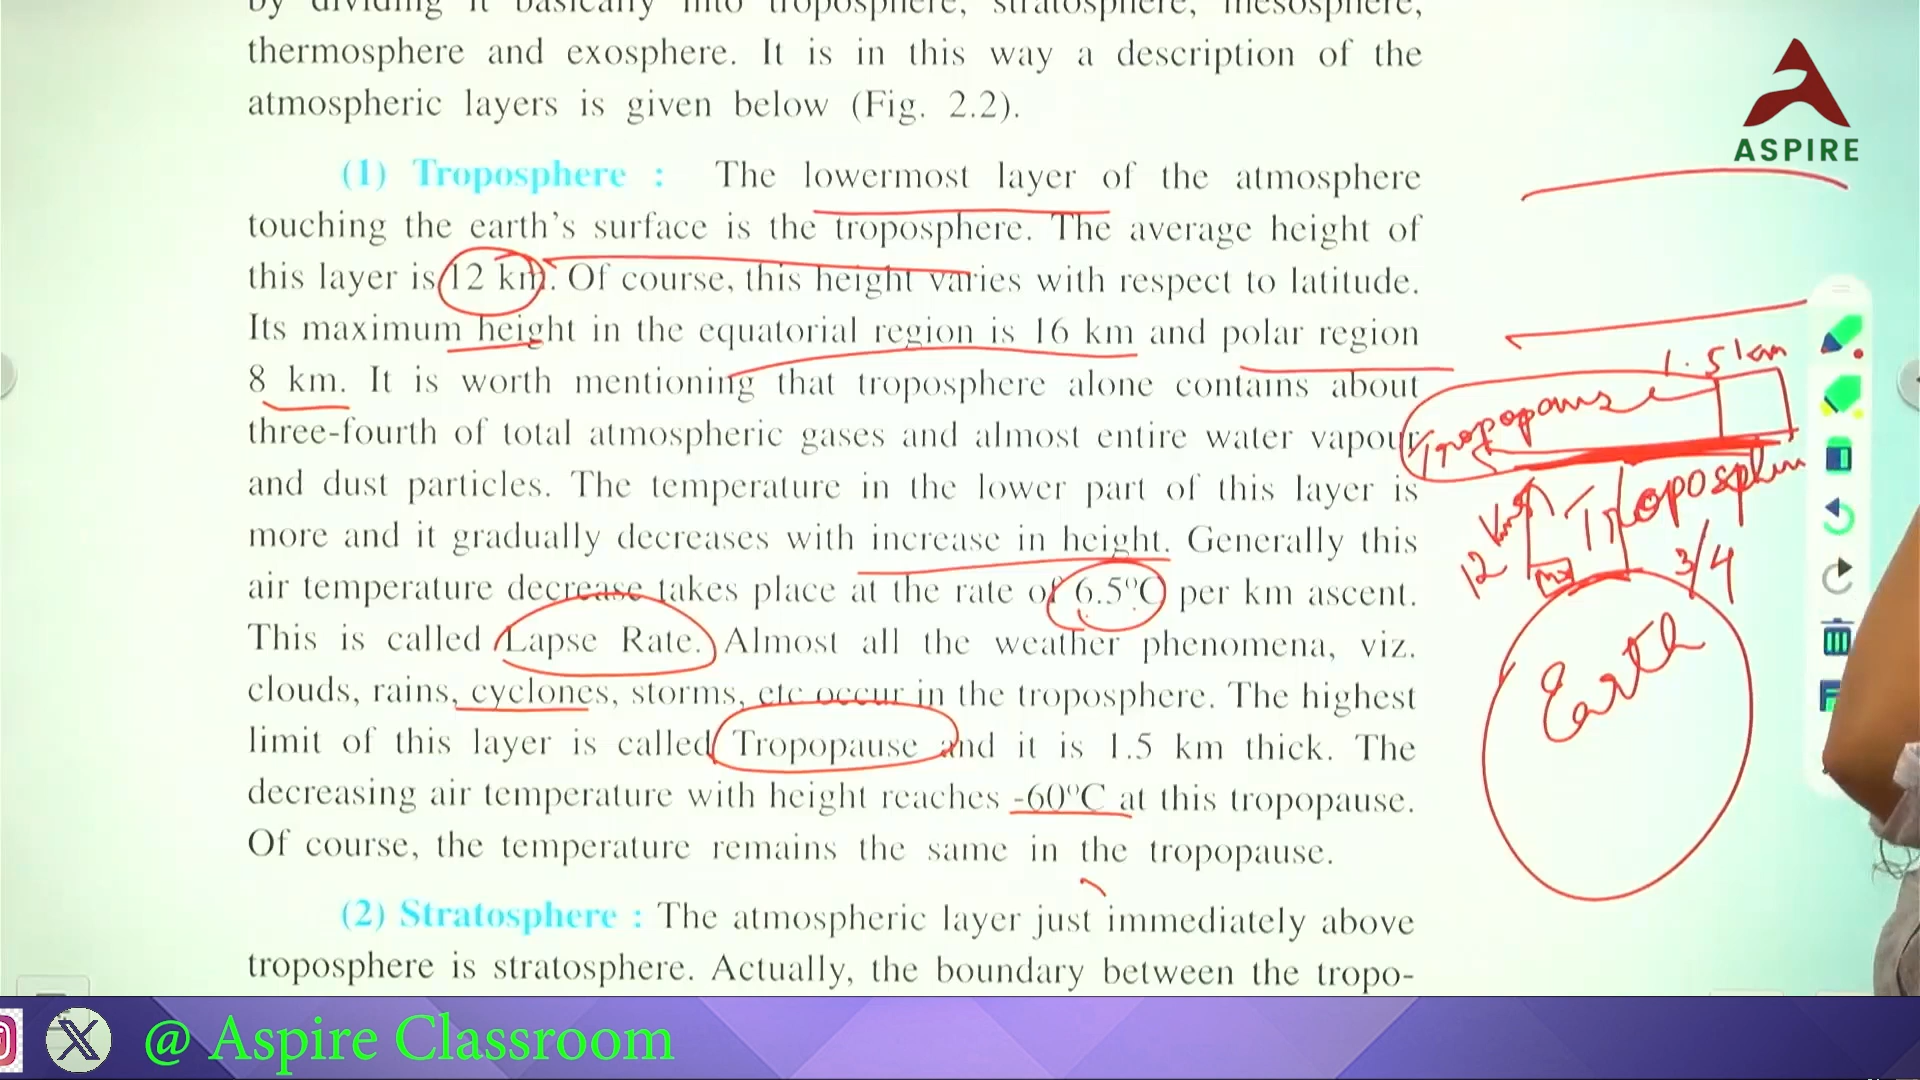 by dividing it basically into troposphere, stratosphere, mesosphere,
thermosphere and exosphere. It is in this way a description of the
atmospheric layers is given below (Fig. 2.2).
ASPIRE
(1) Troposphere : The lowermost layer of the atmosphere
touching the earth's surface is the troposphere. The average height of
this layer is 12 km. Of course, this height varies with respect to latitude.
Its maximum height in the equatorial region is 16 km and polar region
8 km. It is worth mentioning that troposphere alone contains about
three-fourth of total atmospheric gases and almost entire water vapour
and dust particles. The temperature in the lower part of this layer is
more and it gradually decreases with increase in height. Generally this
air temperature decrease takes place at the rate of 6.5ºC per km ascent.
This is called Lapse Rate. Almost all the weather phenomena, viz.
clouds, rains, cyclones, storms, etc occur in the troposphere. The highest
limit of this layer is called Tropopause and it is 1.5 km thick. The
decreasing air temperature with height reaches -60ºC at this tropopause.
Of course, the temperature remains the same in the tropopause.
(2) Stratosphere : The atmospheric layer just immediately above
troposphere is stratosphere. Actually, the boundary between the tropo-
1.5 km
12
3/4
Earth
@ Aspire Classroom